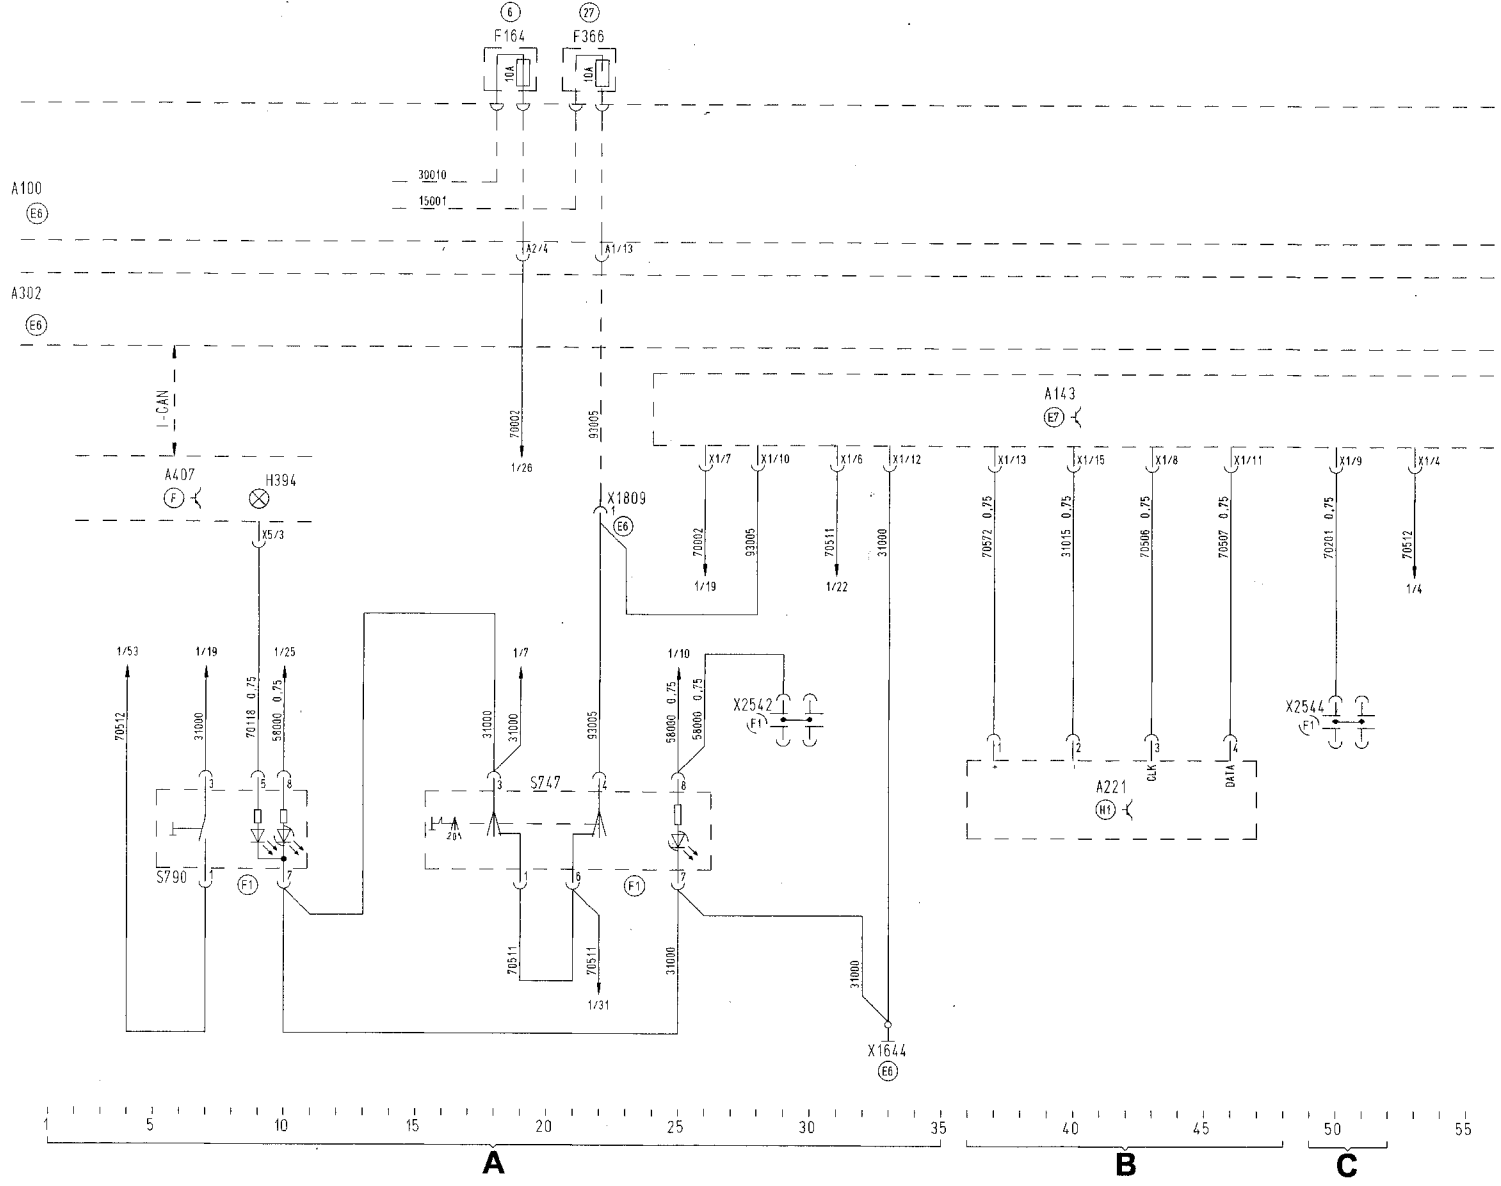 6 27
F164 F366
10A 10A
30010
A100
15001
E6
A2/4 A1/13
A302
E6
I-CAN
A143
E7
70002 93005
1/26
X1/7 X1/10 X1/6 X1/12 X1/13 X1/15 X1/8 X1/11 X1/9 X1/4
A407 H394
F
X1809
1
E6
X5/3
70002 93005 70511 31000 70572 0,75 31015 0,75 70506 0,75 70507 0,75 70201 0,75 70512
1/19 1/22 1/4
1/53 1/19 1/25 1/7 1/10
70512 31000 70118 0,75 58000 0,75 31000 31000 93005 58000 0,75 58000 0,75
X2542
F1
X2544
F1
1 2 3 4
+ - CLK DATA
3 5 8 3 S747 4 8
A221
H1
20°
S790 1 F1 7 1 6 F1 7
70511 70511 31000 31000
1/31
X1644
E6
1 5 10 15 20 25 30 35 40 45 50 55
A B C